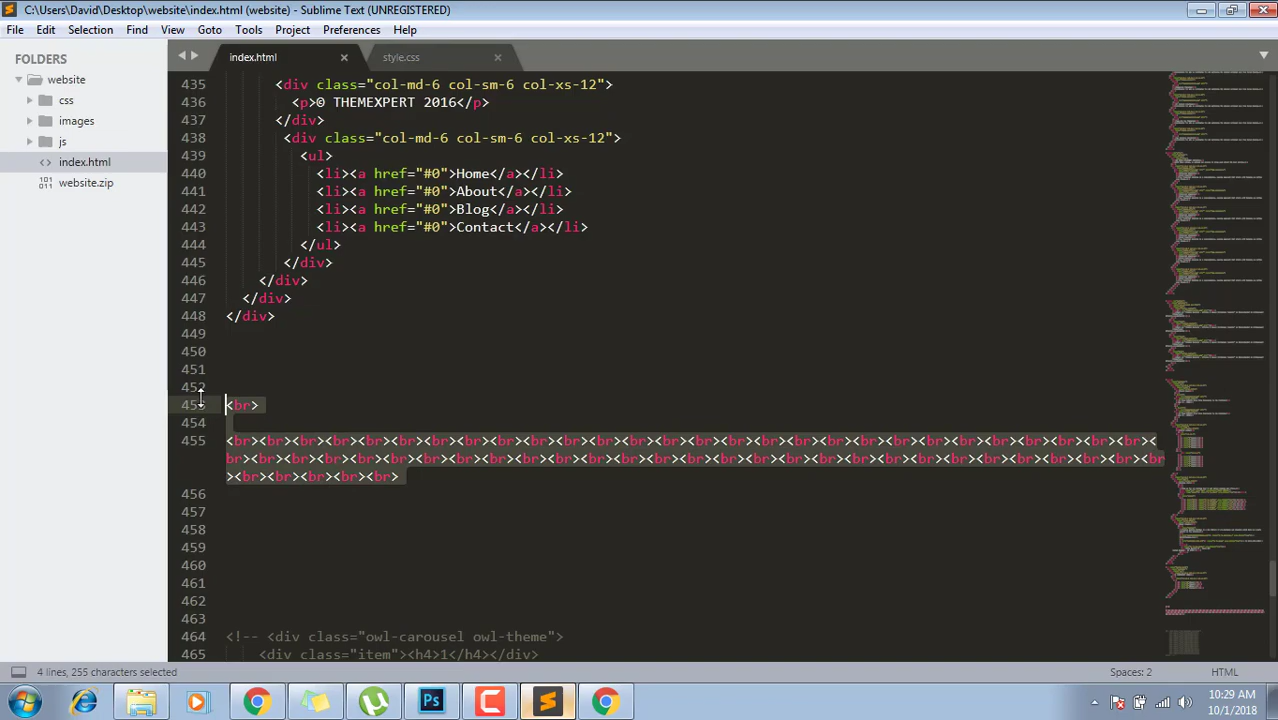 C:\Users\David\Desktop\website\index.html (website) - Sublime Text (UNREGISTERED)
File Edit Selection Find View Goto Tools Project Preferences Help
FOLDERS
website
css
images
js
index.html
website.zip
index.html
style.css
435 <div class="col-md-6 col-sm-6 col-xs-12">
436 <p>© THEMEXPERT 2016</p>
437 </div>
438 <div class="col-md-6 col-sm-6 col-xs-12">
439 <ul>
440 <li><a href="#0">Home</a></li>
441 <li><a href="#0">About</a></li>
442 <li><a href="#0">Blog</a></li>
443 <li><a href="#0">Contact</a></li>
444 </ul>
445 </div>
446 </div>
447 </div>
448 </div>
449
450
451
452
453 <br>
454
455 <br><br><br><br><br><br><br><br><br><br><br><br><br><br><br><br><br><br><br><br><br><br><br><br><br><br><br><br><
br><br><br><br><br><br><br><br><br><br><br><br><br><br><br><br><br><br><br><br><br><br><br><br><br><br><br><br><br
><br><br><br><br><br>
456
457
458
459
460
461
462
463
464 <!-- <div class="owl-carousel owl-theme">
465 <div class="item"><h4>1</h4></div>
4 lines, 255 characters selected
Spaces: 2
HTML
Ps
10:29 AM
10/1/2018